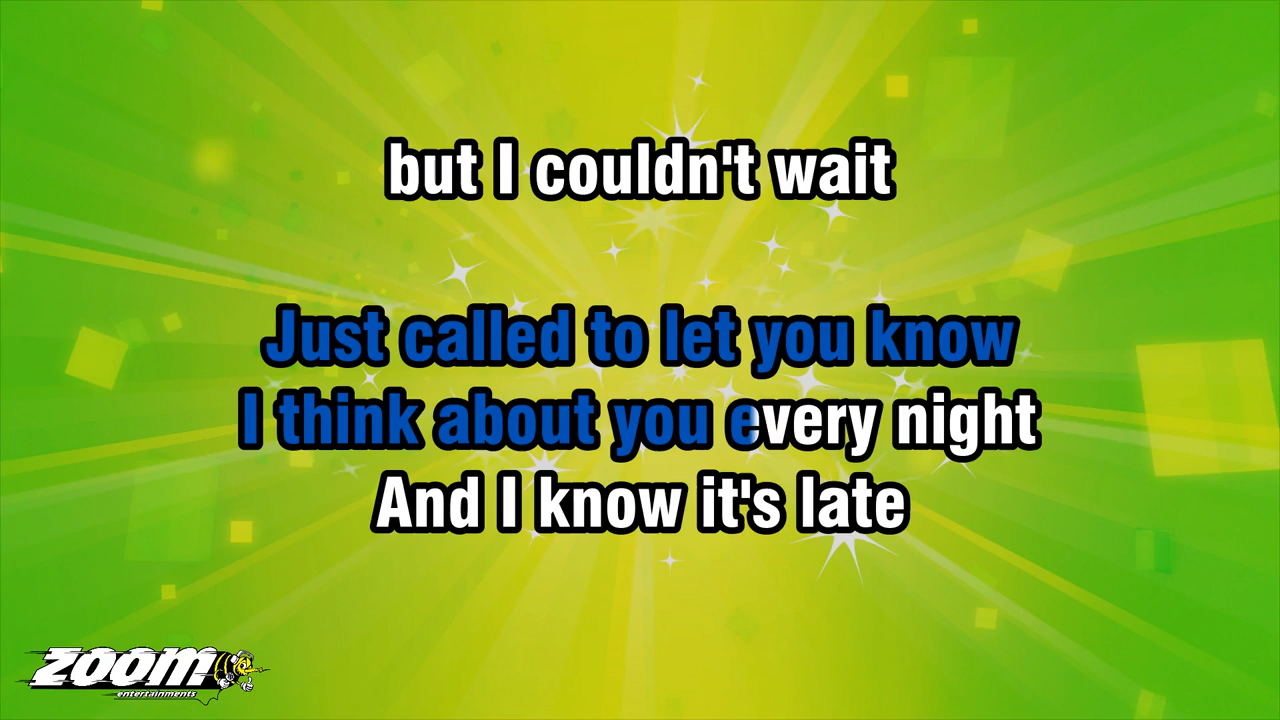 but I couldn't wait
Just called to let you know
I think about you every night
And I know it's late
ZOOM
entertainments